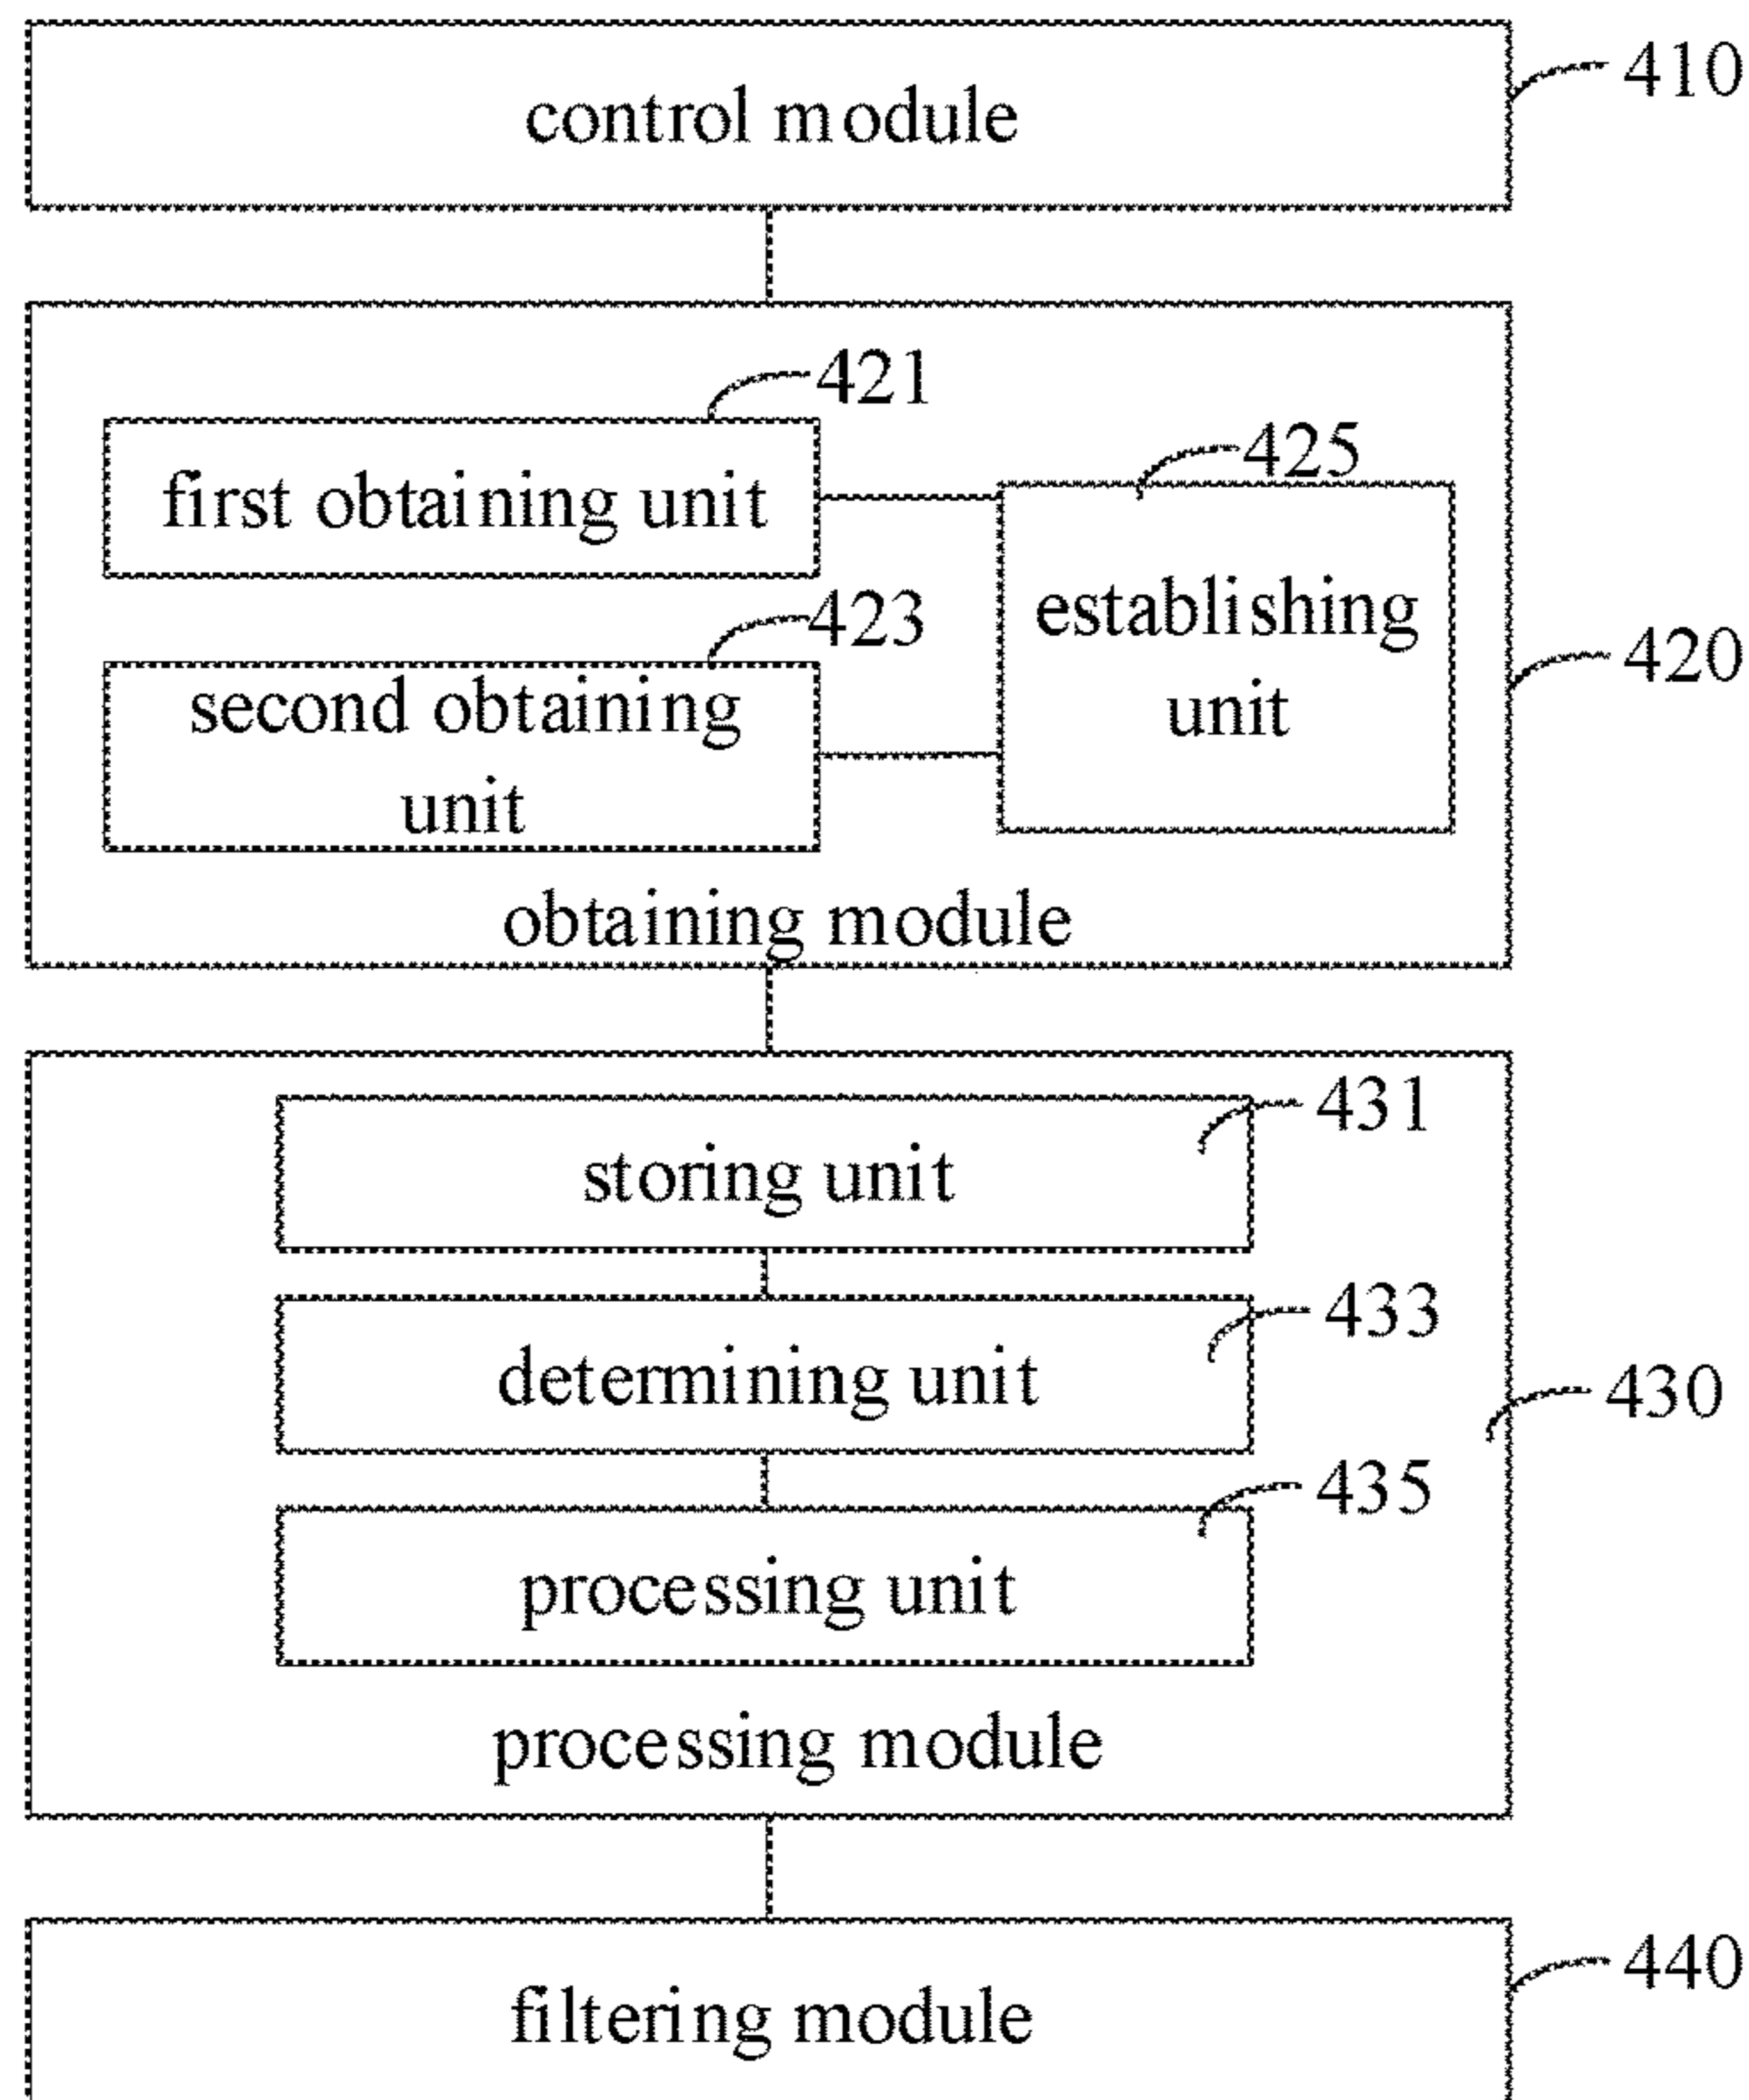 control module
410
421
first obtaining unit
425
establishing
unit
423
second obtaining
unit
420
obtaining module
431
storing unit
433
determining unit
430
435
processing unit
processing module
440
filtering module